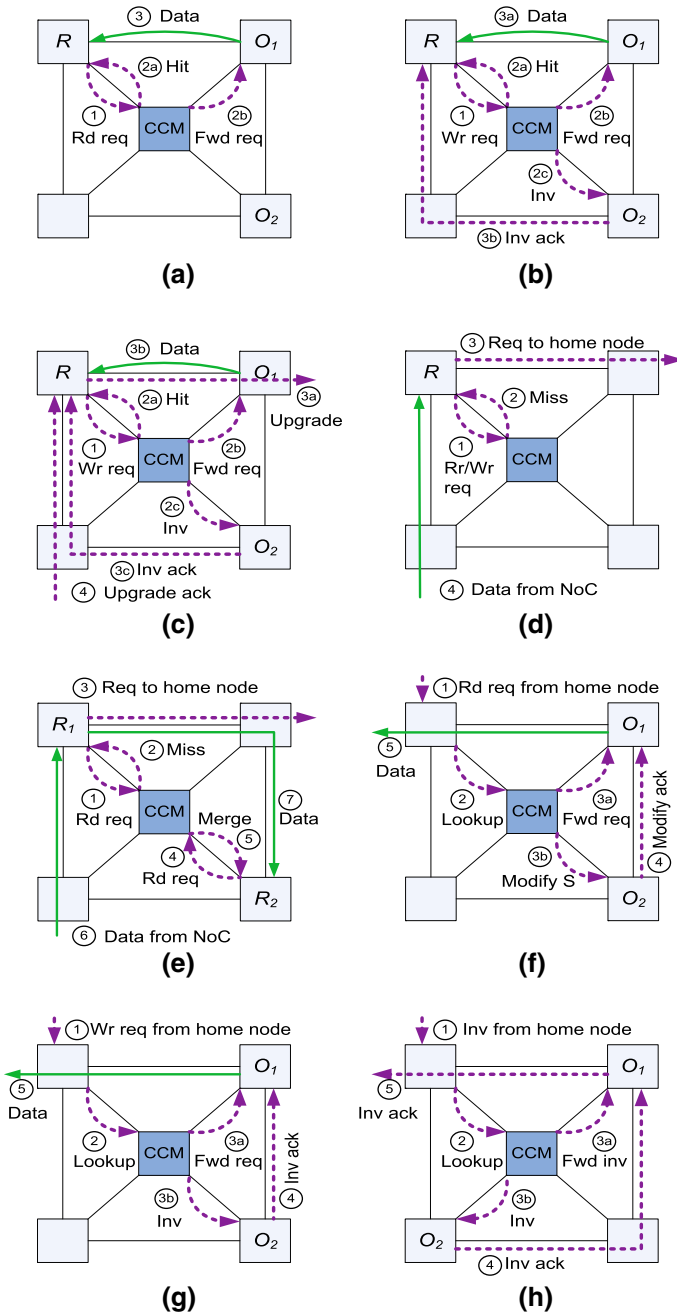 3 Data
R
O1
2a Hit
1
Rd req
CCM
2b
Fwd req
(a)
3a Data
R
O1
2a Hit
1
Wr req
CCM
2b
Fwd req
2c
Inv
O2
3b Inv ack
(b)
3b Data
R
O1
3a
Upgrade
2a Hit
1
Wr req
CCM
2b
Fwd req
2c
Inv
O2
3c Inv ack
4 Upgrade ack
(c)
3 Req to home node
R
2 Miss
1
Rr/Wr
req
CCM
4 Data from NoC
(d)
3 Req to home node
R1
2 Miss
1
Rd req
CCM
Merge
5
4
Rd req
7
Data
R2
6 Data from NoC
(e)
1 Rd req from home node
O1
5
Data
2
Lookup
CCM
3a
Fwd req
3b
Modify S
4 Modify ack
O2
(f)
1 Wr req from home node
O1
5
Data
2
Lookup
CCM
3a
Fwd req
3b
Inv
4 Inv ack
O2
(g)
1 Inv from home node
O1
5
Inv ack
2
Lookup
CCM
3a
Fwd inv
3b
Inv
O2
4 Inv ack
(h)